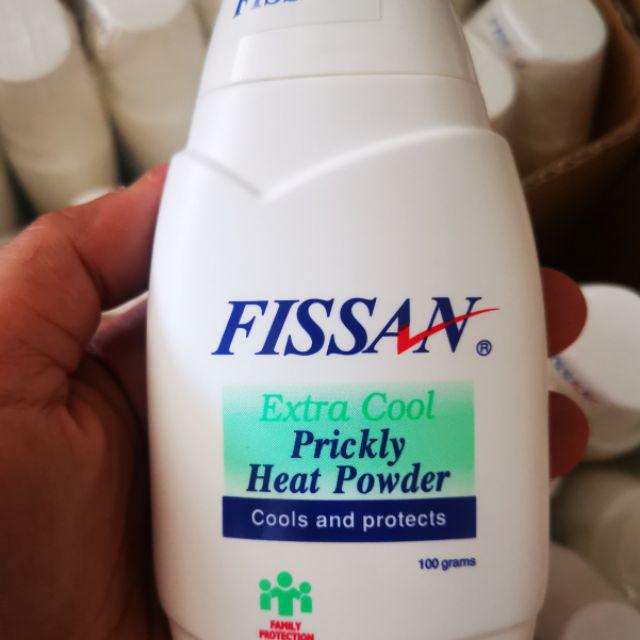 FISSAN®
Extra Cool
Prickly
Heat Powder
Cools and protects
100 grams
FAMILY
PROTECTION